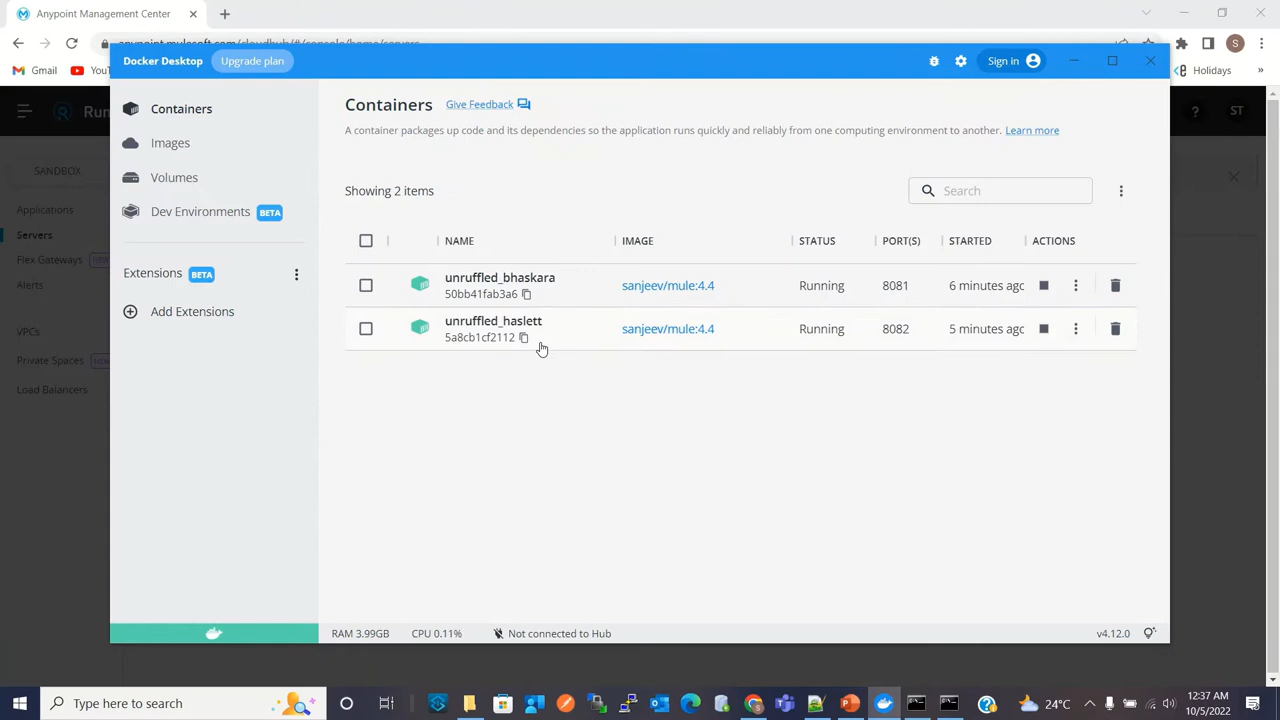 Anypoint Management Center
anypoint.mulesoft.com/cloudhub/#/console/home/servers
Gmail
Holidays
»
Docker Desktop
Upgrade plan
Sign in
S
Run
?
ST
SANDBOX
Applications
Servers
Flex Gateways
Alerts
VPCs
Private Spaces
Load Balancers
Containers
Images
Volumes
Dev Environments BETA
Extensions BETA
Add Extensions
Containers Give Feedback
A container packages up code and its dependencies so the application runs quickly and reliably from one computing environment to another. Learn more
Showing 2 items
Search
NAME IMAGE STATUS PORT(S) STARTED ACTIONS
unruffled_bhaskara
50bb41fab3a6
sanjeev/mule:4.4 Running 8081 6 minutes agc
unruffled_haslett
5a8cb1cf2112
sanjeev/mule:4.4 Running 8082 5 minutes agc
RAM 3.99GB CPU 0.11% Not connected to Hub v4.12.0
Type here to search
24°C
12:37 AM
10/5/2022